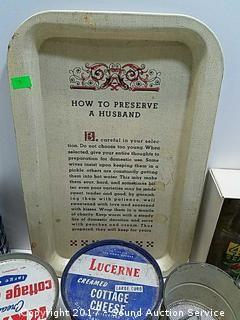 HOW TO PRESERVE
A HUSBAND
Be careful in your selec-
tion. Do not choose too young. When
selected, give your entire thoughts to
preparation for domestic use. Some
wives insist upon keeping them in a
pickle, others are constantly getting
them into hot water. This may make
them sour, hard, and sometimes bit-
ter; even poor varieties may be made
sweet, tender and good, by garnish-
ing them with patience, well
sweetened with love and seasoned
with kisses. Wrap them in a mantle
of charity. Keep warm with a steady
fire of domestic devotion and serve
with peaches and cream. Thus
prepared, they will keep for
LUCERNE
CREAMED
LARGE CURD
COTTAGE
CHEESE
cottage
Copyright 2017 Sound Auction Service